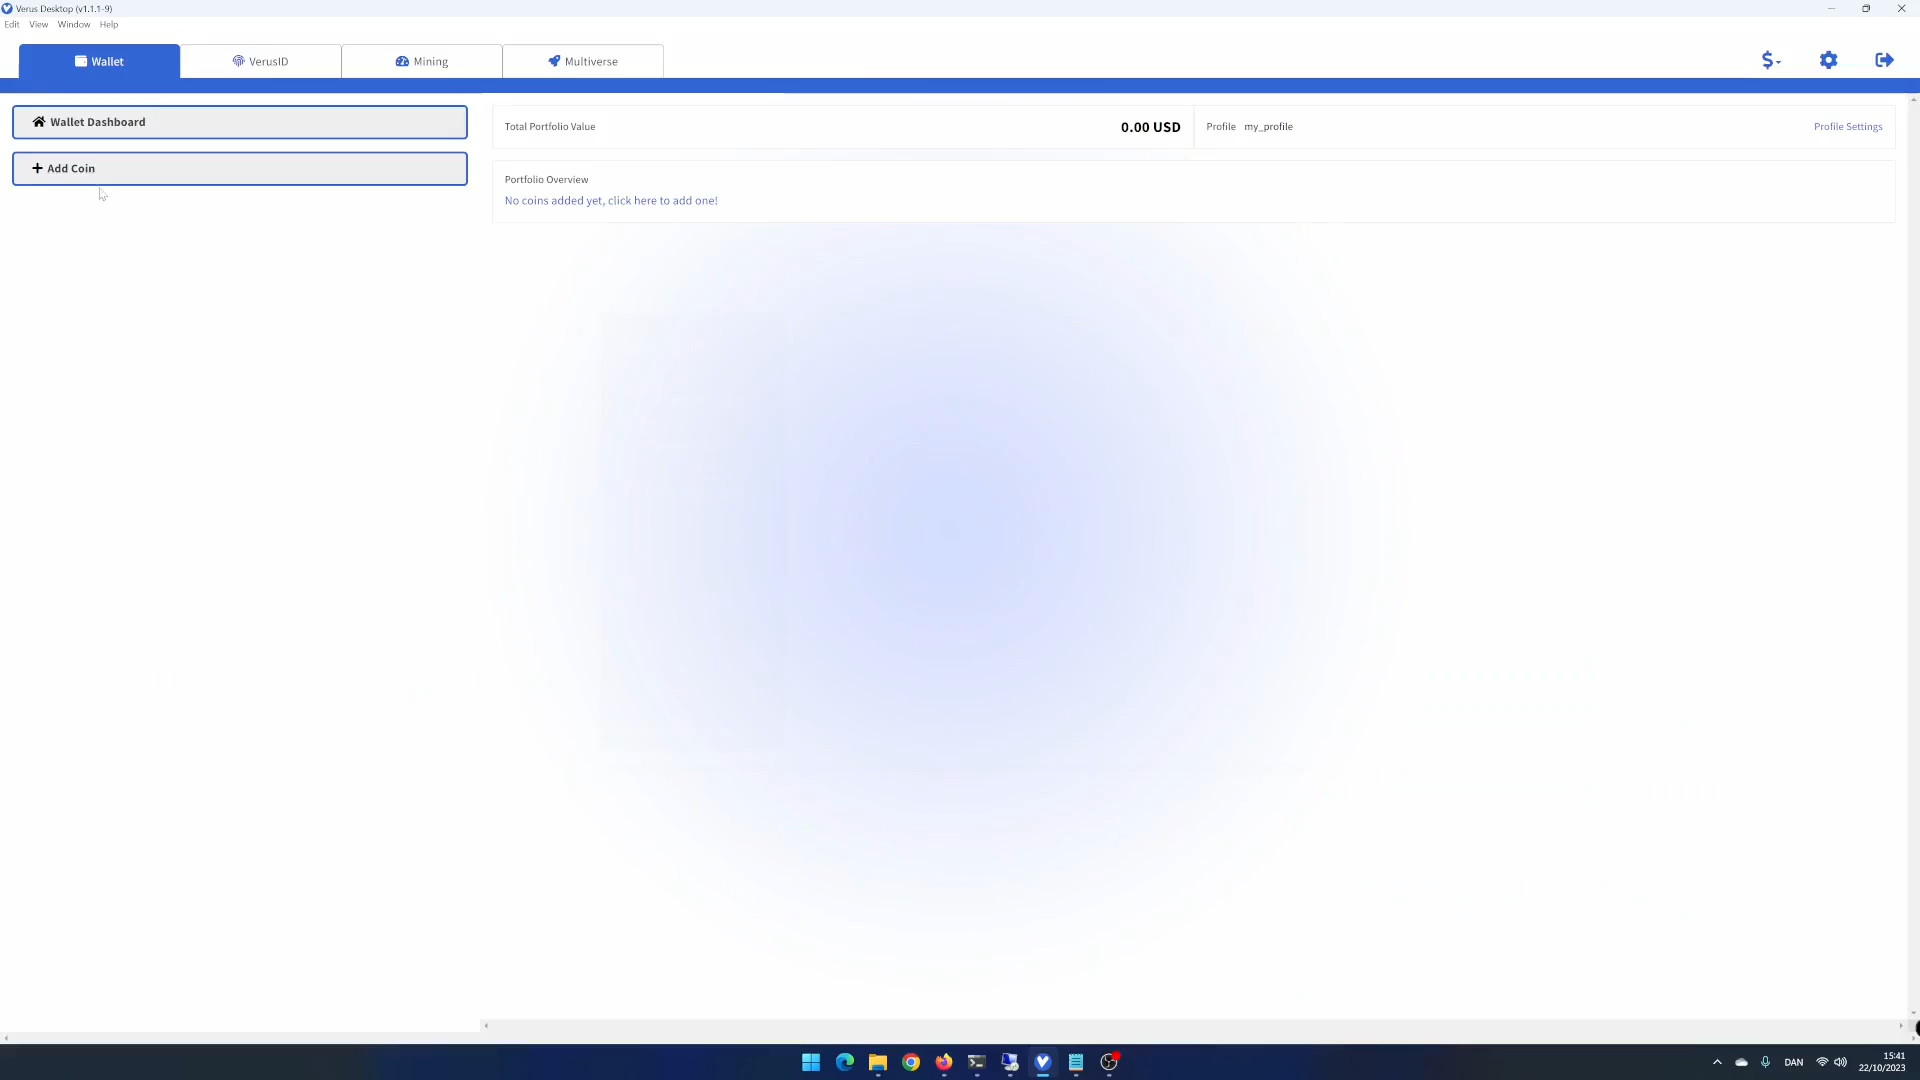 Verus Desktop (v1.1.1-9)
Edit View Window Help
Wallet VerusID Mining Multiverse
$
Wallet Dashboard
Total Portfolio Value 0.00 USD Profile my_profile Profile Settings
Add Coin
Portfolio Overview
No coins added yet, click here to add one!
DAN
15:41
22/10/2023